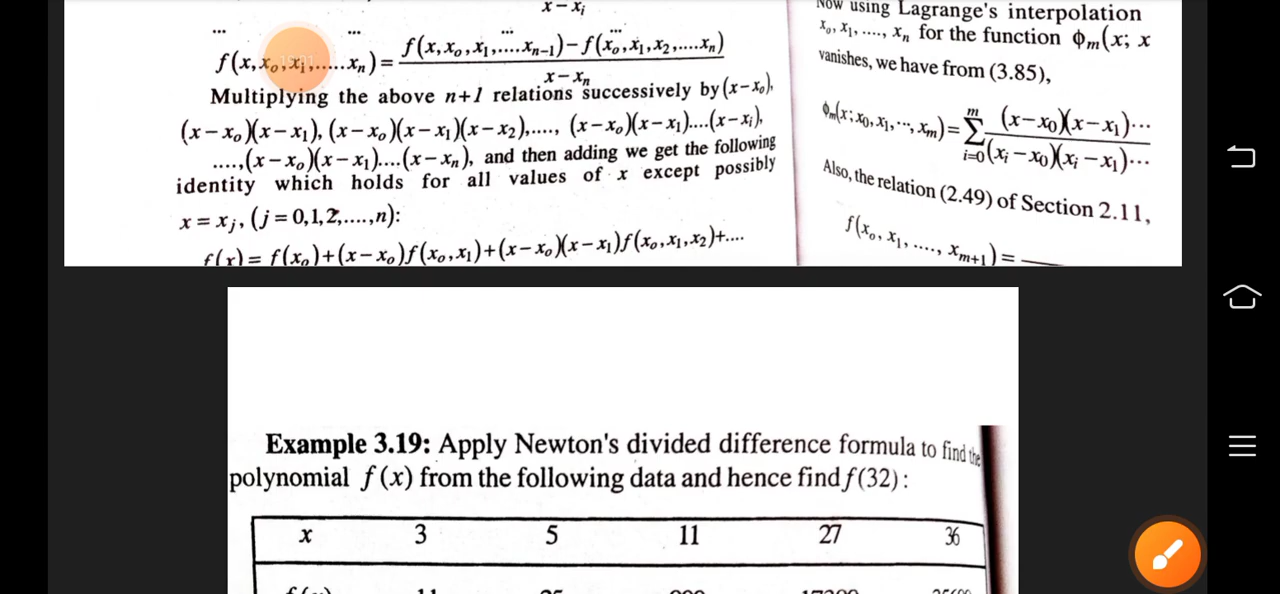 x − xᵢ
... ... ...
f(x, x₀, x₁, ..... xₙ) = f(x, x₀, x₁, .... xₙ₋₁) − f(x₀, x₁, x₂, ..... xₙ)
x − xₙ
Multiplying the above n+1 relations successively by (x − x₀),
(x − x₀)(x − x₁), (x − x₀)(x − x₁)(x − x₂), ....., (x − x₀)(x − x₁)....(x − xᵢ),
....., (x − x₀)(x − x₁)....(x − xₙ), and then adding we get the following
identity which holds for all values of x except possibly
x = xⱼ, (j = 0,1,2,....,n):
f(x) = f(x₀) + (x − x₀)f(x₀, x₁) + (x − x₀)(x − x₁)f(x₀, x₁, x₂) + ....
Now using Lagrange's interpolation
x₀, x₁, ...., xₙ for the function ϕₘ(x; x
vanishes, we have from (3.85),
ϕₘ(x; x₀, x₁, ..., xₘ) = Σ (x − x₀)(x − x₁)...
m
i=0 (xᵢ − x₀)(xᵢ − x₁)...
Also, the relation (2.49) of Section 2.11,
f(x₀, x₁, ...., xₘ₊₁) =
Example 3.19: Apply Newton's divided difference formula to find the
polynomial f(x) from the following data and hence find f(32):
x 3 5 11 27 36